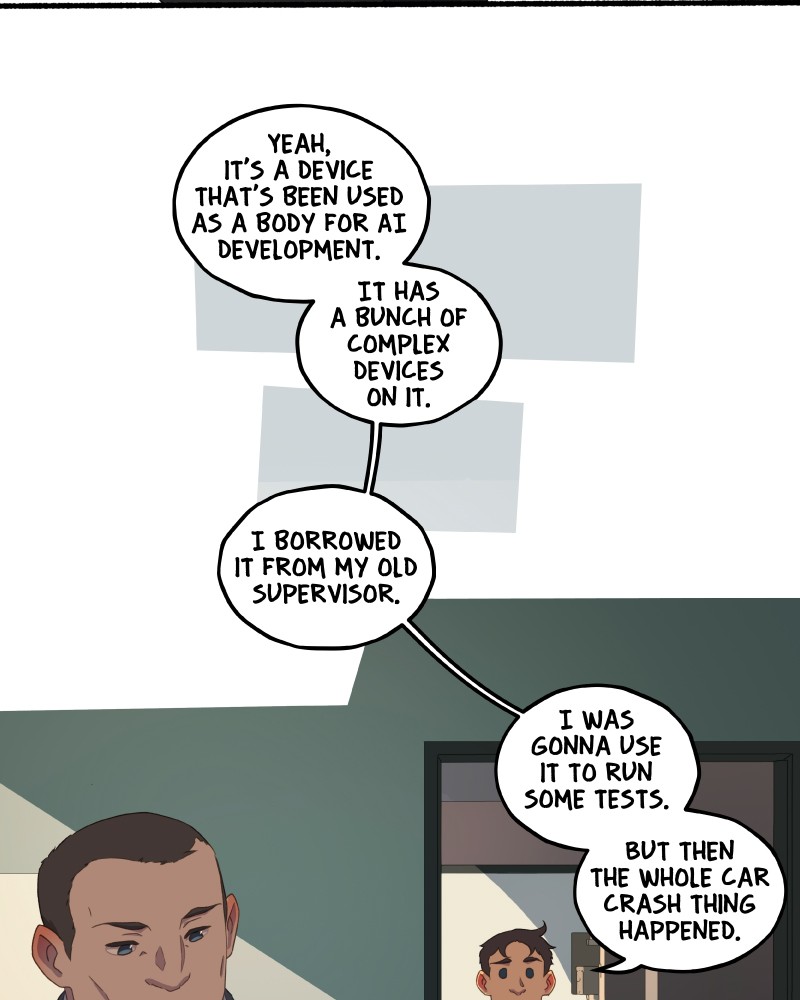 YEAH,
IT'S A DEVICE
THAT'S BEEN USED
AS A BODY FOR AI
DEVELOPMENT.
IT HAS
A BUNCH OF
COMPLEX
DEVICES
ON IT.
I BORROWED
IT FROM MY OLD
SUPERVISOR.
I WAS
GONNA USE
IT TO RUN
SOME TESTS.
BUT THEN
THE WHOLE CAR
CRASH THING
HAPPENED.